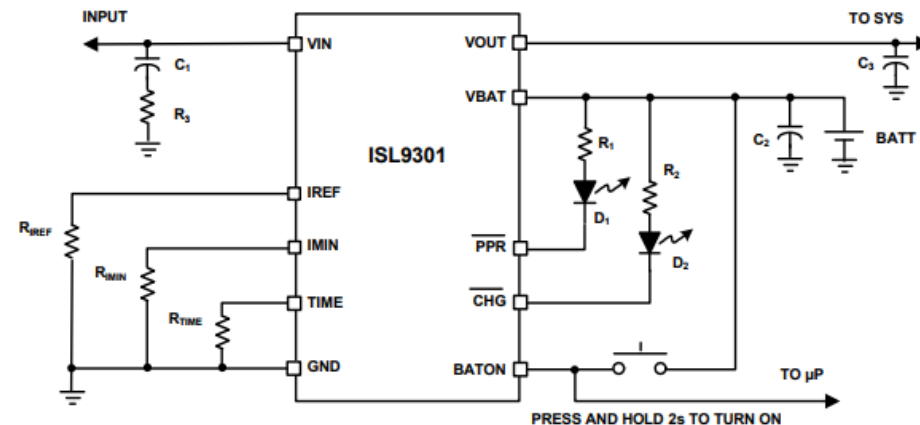 INPUT
TO SYS
VIN
VOUT
C1
C3
R3
VBAT
ISL9301
R1
C2
BATT
R2
IREF
D1
RIREF
IMIN
PPR
D2
RIMIN
TIME
CHG
RTIME
GND
BATON
TO µP
PRESS AND HOLD 2s TO TURN ON